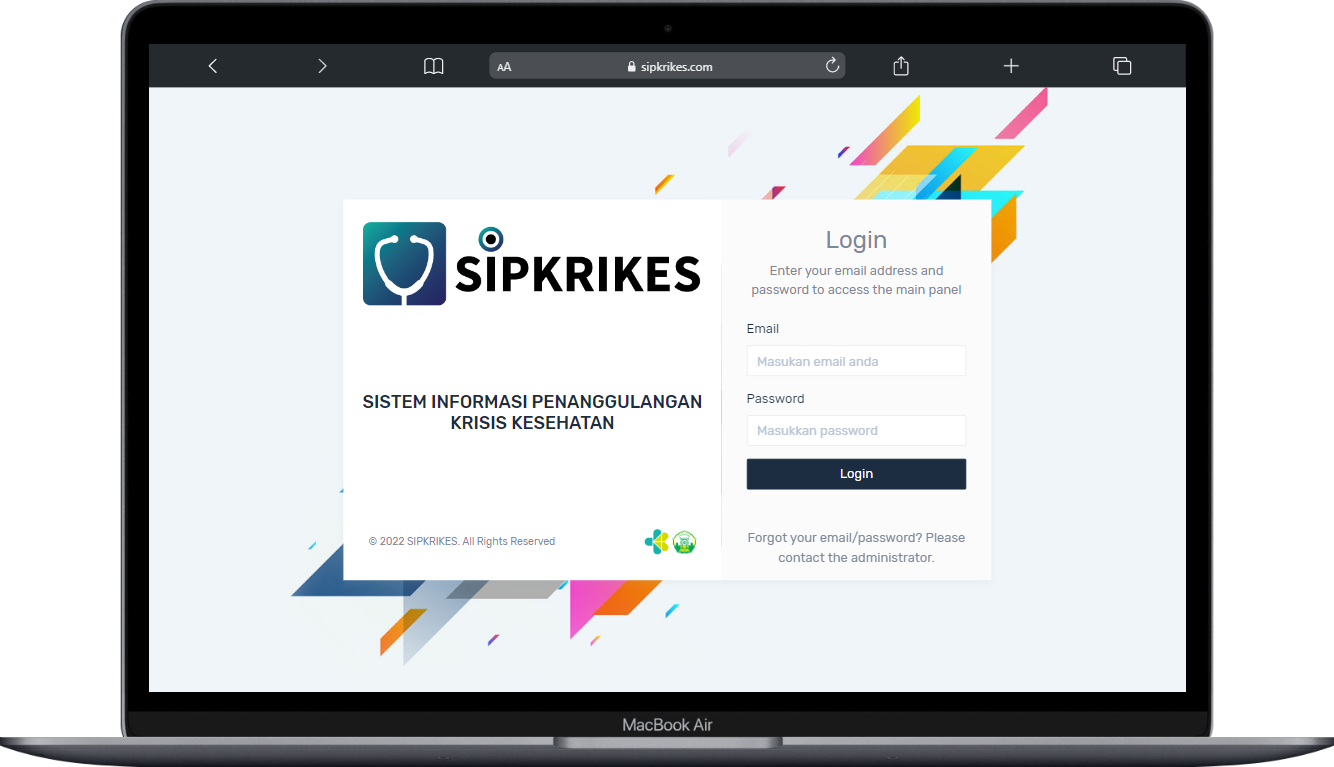 AA
sipkrikes.com
SIPKRIKES
SISTEM INFORMASI PENANGGULANGAN
KRISIS KESEHATAN
© 2022 SIPKRIKES. All Rights Reserved
Login
Enter your email address and
password to access the main panel
Email
Masukan email anda
Password
Masukkan password
Login
Forgot your email/password? Please
contact the administrator.
MacBook Air